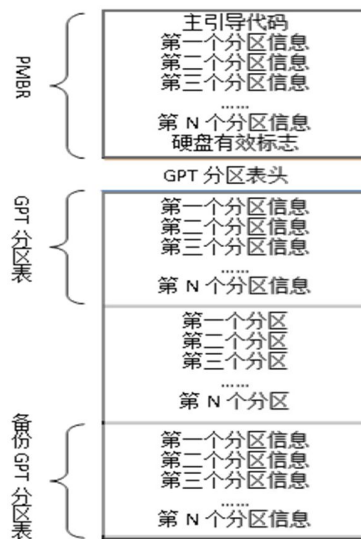 PMBR
主引导代码
第一个分区信息
第二个分区信息
第三个分区信息
……
第 N 个分区信息
硬盘有效标志
GPT 分区表头
GPT 分区表
第一个分区信息
第二个分区信息
第三个分区信息
……
第 N 个分区信息
第一个分区
第二个分区
第三个分区
……
第 N 个分区
备份 GPT 分区表
第一个分区信息
第二个分区信息
第三个分区信息
……
第 N 个分区信息